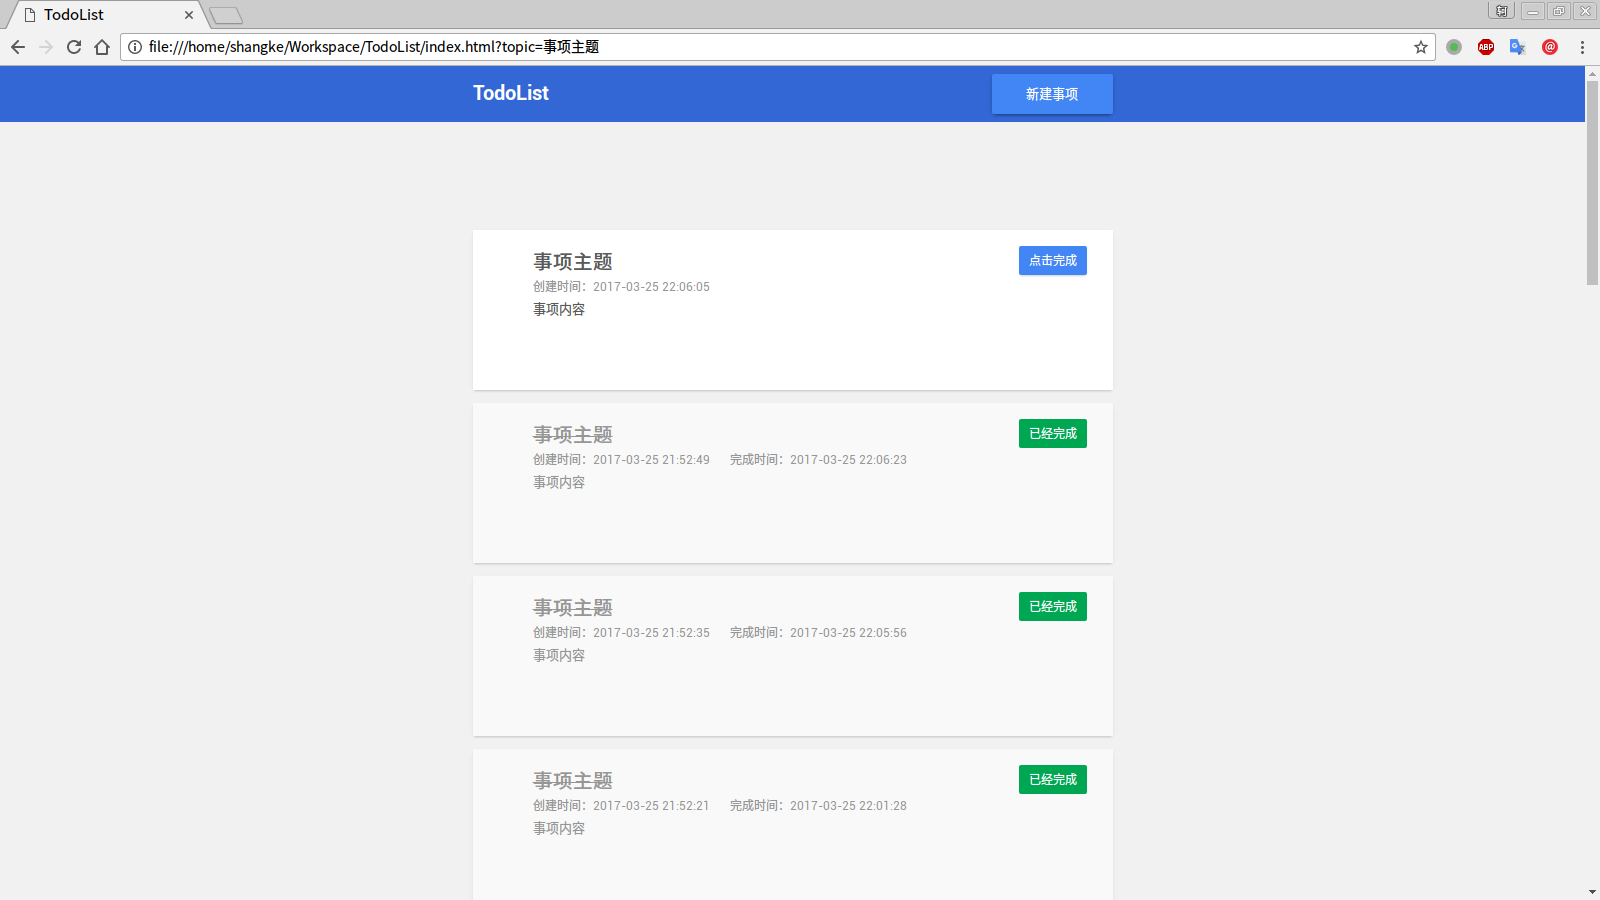 TodoList
file:///home/shangke/Workspace/TodoList/index.html?topic=事项主题
ABP
TodoList
新建事项
事项主题
点击完成
创建时间：2017-03-25 22:06:05
事项内容
事项主题
已经完成
创建时间：2017-03-25 21:52:49 完成时间：2017-03-25 22:06:23
事项内容
事项主题
已经完成
创建时间：2017-03-25 21:52:35 完成时间：2017-03-25 22:05:56
事项内容
事项主题
已经完成
创建时间：2017-03-25 21:52:21 完成时间：2017-03-25 22:01:28
事项内容